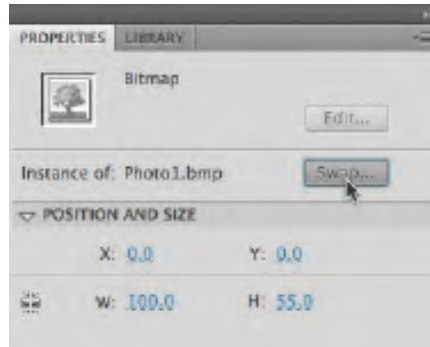 PROPERTIES LIBRARY
Bitmap
Edit...
Instance of: Photo1.bmp Swap...
POSITION AND SIZE
X: 0.0 Y: 0.0
W: 100.0 H: 55.0